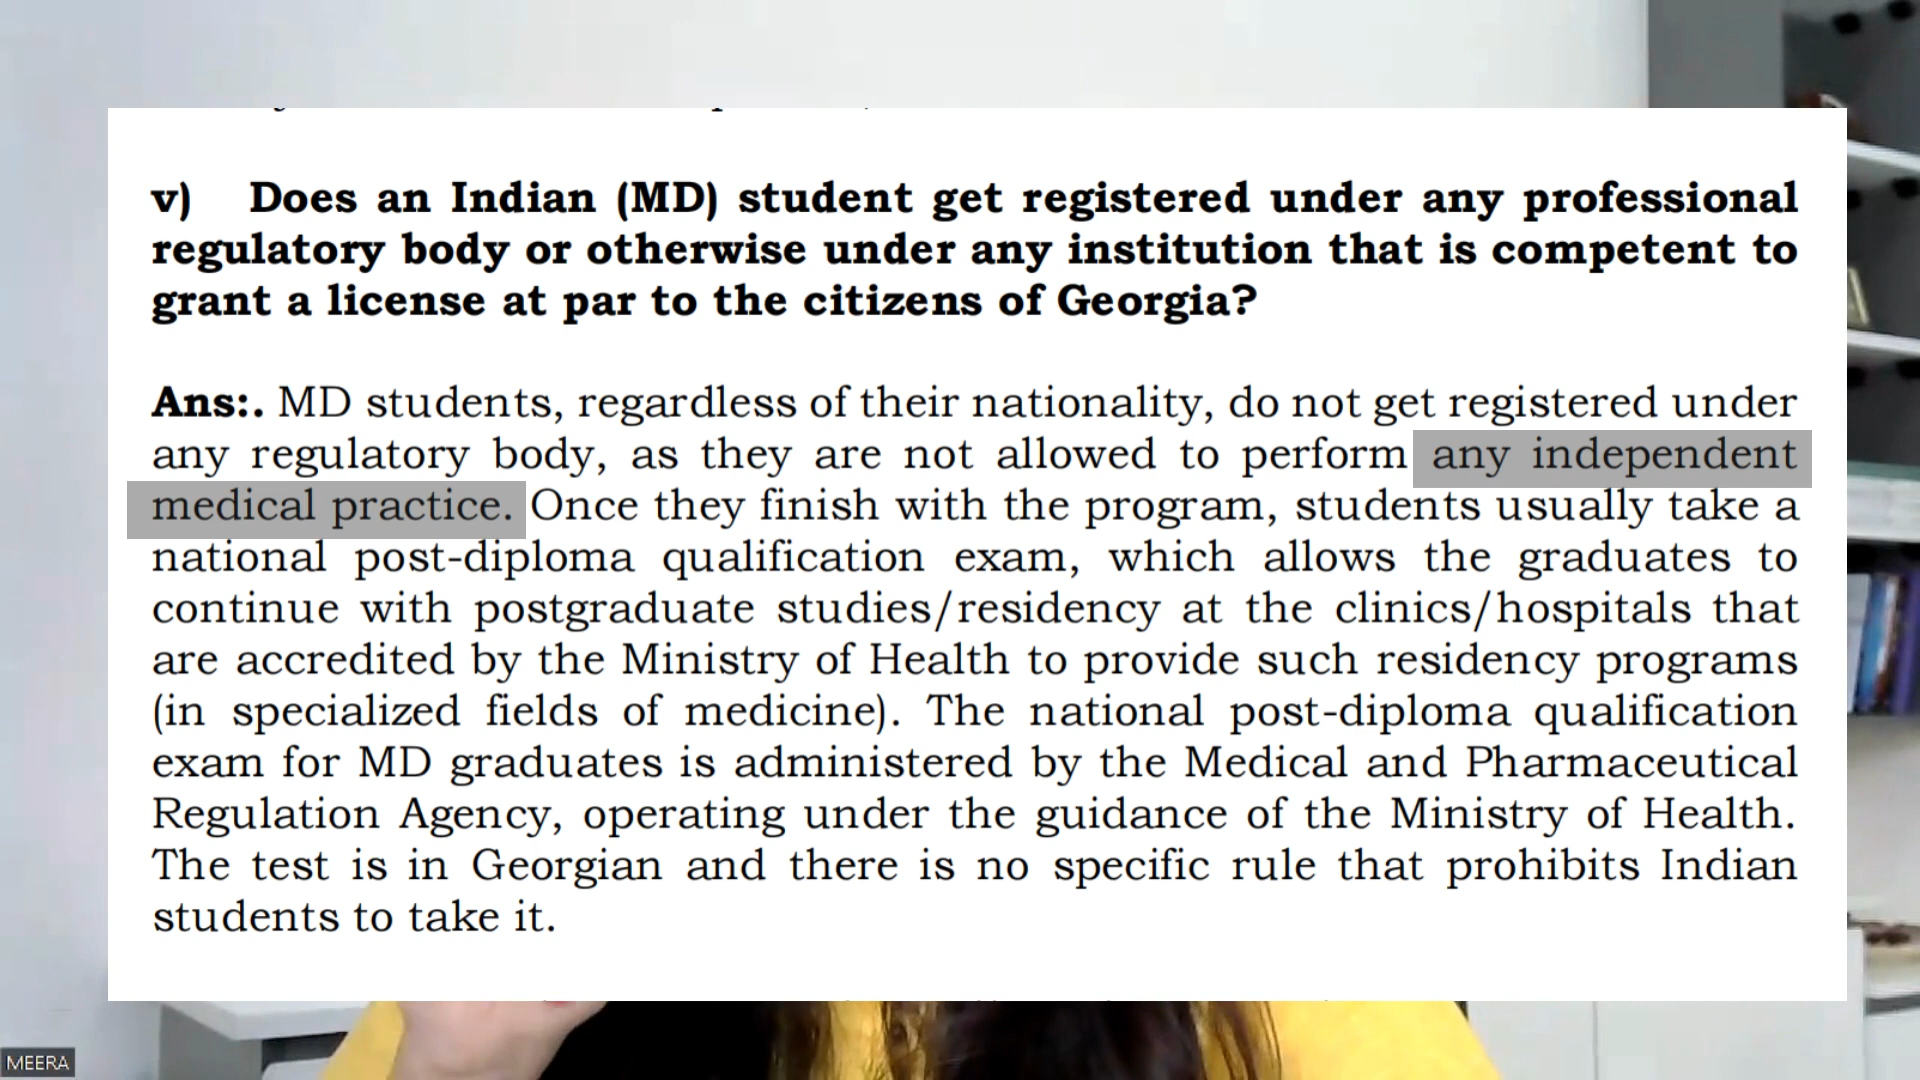 v) Does an Indian (MD) student get registered under any professional
regulatory body or otherwise under any institution that is competent to
grant a license at par to the citizens of Georgia?
Ans:. MD students, regardless of their nationality, do not get registered under
any regulatory body, as they are not allowed to perform any independent
medical practice. Once they finish with the program, students usually take a
national post-diploma qualification exam, which allows the graduates to
continue with postgraduate studies/residency at the clinics/hospitals that
are accredited by the Ministry of Health to provide such residency programs
(in specialized fields of medicine). The national post-diploma qualification
exam for MD graduates is administered by the Medical and Pharmaceutical
Regulation Agency, operating under the guidance of the Ministry of Health.
The test is in Georgian and there is no specific rule that prohibits Indian
students to take it.
MEERA